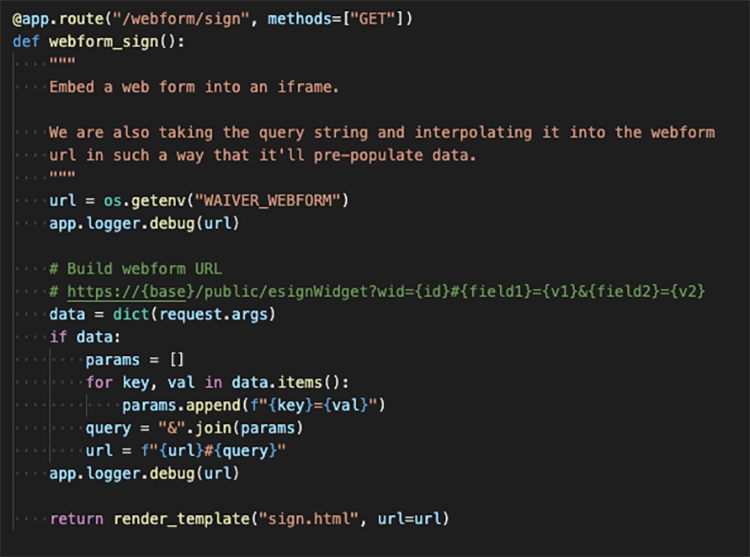 @app.route("/webform/sign", methods=["GET"])
def webform_sign():
    """
    Embed a web form into an iframe.

    We are also taking the query string and interpolating it into the webform
    url in such a way that it'll pre-populate data.
    """
    url = os.getenv("WAIVER_WEBFORM")
    app.logger.debug(url)

    # Build webform URL
    # https://{base}/public/esignWidget?wid={id}#{field1}={v1}&{field2}={v2}
    data = dict(request.args)
    if data:
        params = []
        for key, val in data.items():
            params.append(f"{key}={val}")
        query = "&".join(params)
        url = f"{url}#{query}"
    app.logger.debug(url)

    return render_template("sign.html", url=url)